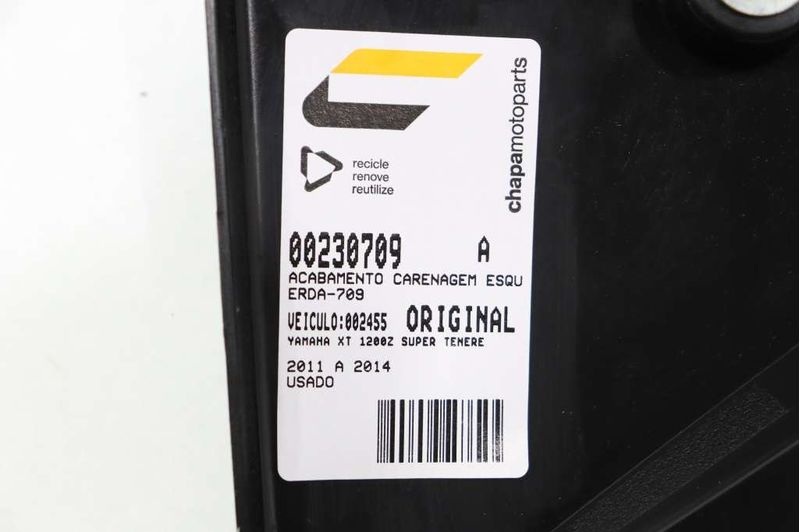 recicle
renove
reutilize
chapamotoparts
00230709 A
ACABAMENTO CARENAGEM ESQU
ERDA-709
VEICULO:002455 ORIGINAL
YAMAHA XT 1200Z SUPER TENERE
2011 A 2014
USADO